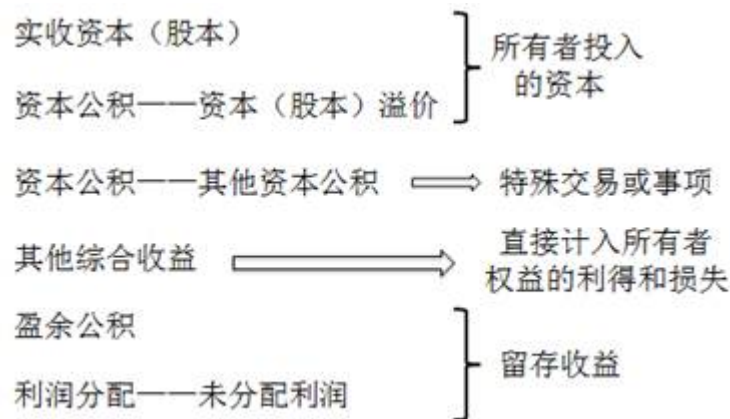 实收资本（股本）
所有者投入
的资本
资本公积——资本（股本）溢价
资本公积——其他资本公积
特殊交易或事项
其他综合收益
直接计入所有者
权益的利得和损失
盈余公积
留存收益
利润分配——未分配利润